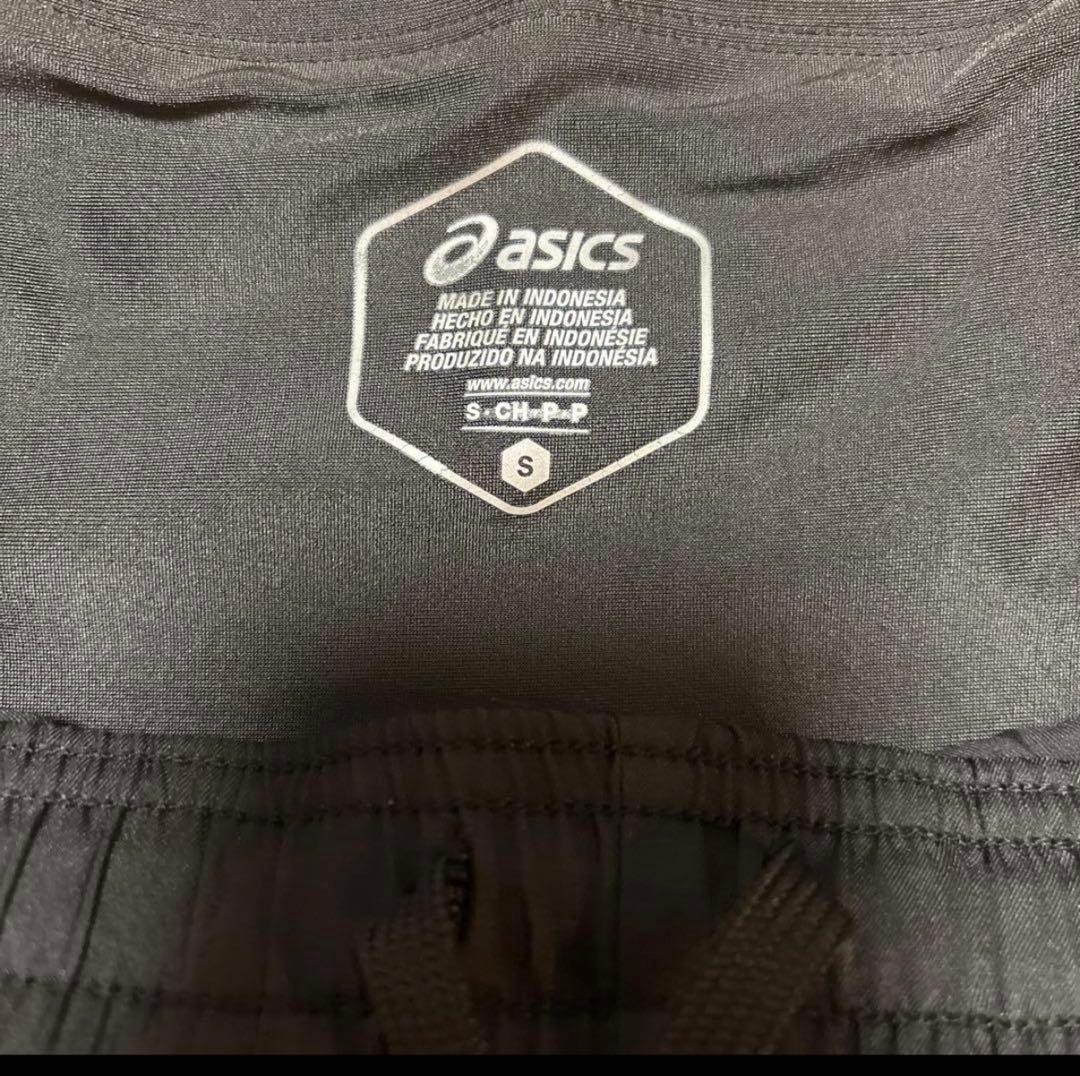 asics
MADE IN INDONESIA
HECHO EN INDONESIA
FABRIQUÉ EN INDONÉSIE
PRODUZIDO NA INDONÉSIA
www.asics.com
S • CH • P • P
S